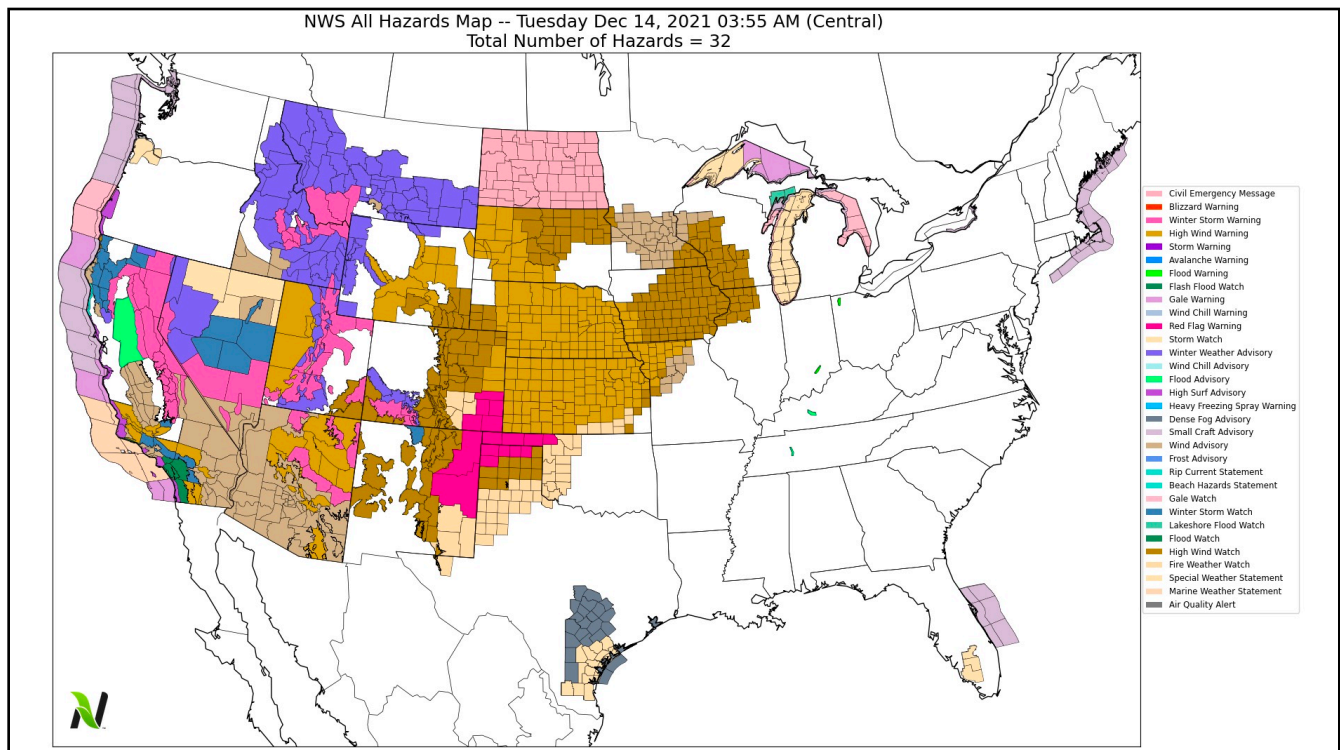 NWS All Hazards Map -- Tuesday Dec 14, 2021 03:55 AM (Central)
Total Number of Hazards = 32
Civil Emergency Message
Blizzard Warning
Winter Storm Warning
High Wind Warning
Storm Warning
Avalanche Warning
Flood Warning
Flash Flood Watch
Gale Warning
Wind Chill Warning
Red Flag Warning
Storm Watch
Winter Weather Advisory
Wind Chill Advisory
Flood Advisory
High Surf Advisory
Heavy Freezing Spray Warning
Dense Fog Advisory
Small Craft Advisory
Wind Advisory
Frost Advisory
Rip Current Statement
Beach Hazards Statement
Gale Watch
Winter Storm Watch
Lakeshore Flood Watch
Flood Watch
High Wind Watch
Fire Weather Watch
Special Weather Statement
Marine Weather Statement
Air Quality Alert